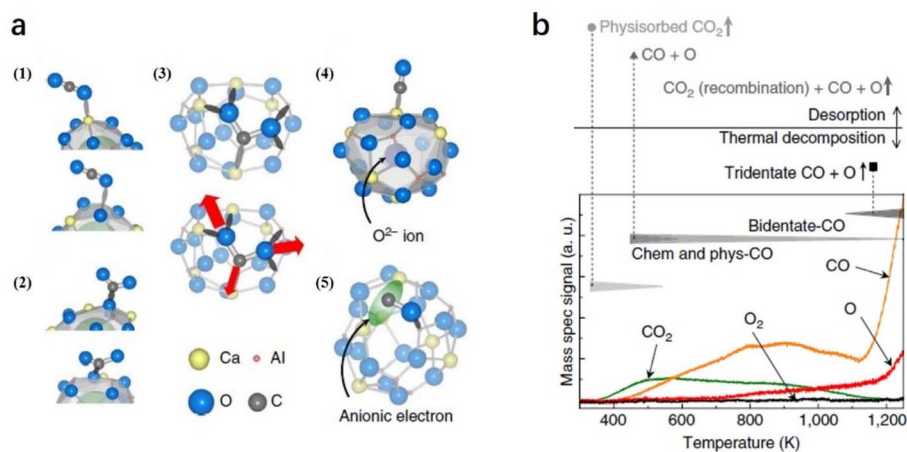 a
(1)
(3)
(4)
O²⁻ ion
(2)
(5)
Ca
Al
O
C
Anionic electron
b
Physisorbed CO₂↑
CO + O
CO₂ (recombination) + CO + O↑
Desorption
Thermal decomposition
Tridentate CO + O↑
Bidentate-CO
Chem and phys-CO
CO
O
O₂
CO₂
Mass spec signal (a. u.)
400 600 800 1,000 1,200
Temperature (K)